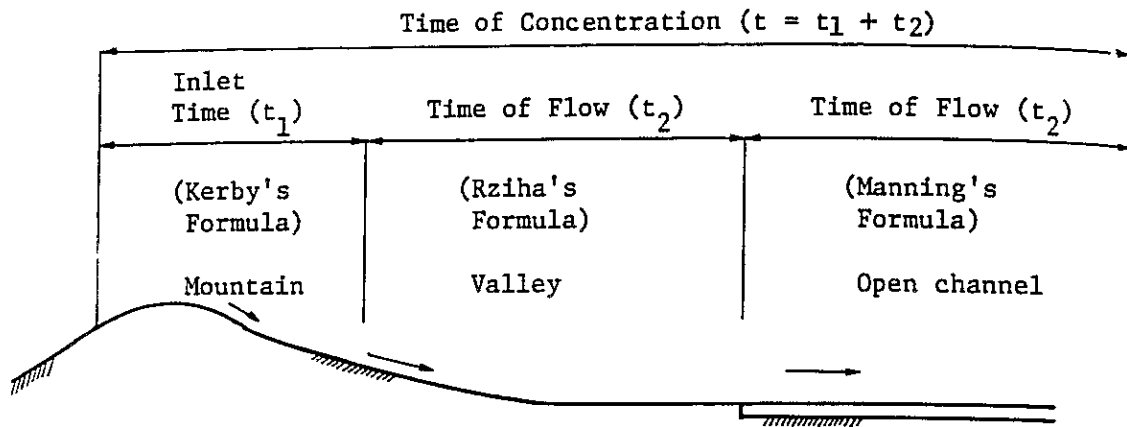 Time of Concentration (t = t1 + t2)
Inlet
Time (t1)
Time of Flow (t2)
Time of Flow (t2)
(Kerby's
Formula)
(Rziha's
Formula)
(Manning's
Formula)
Mountain
Valley
Open channel